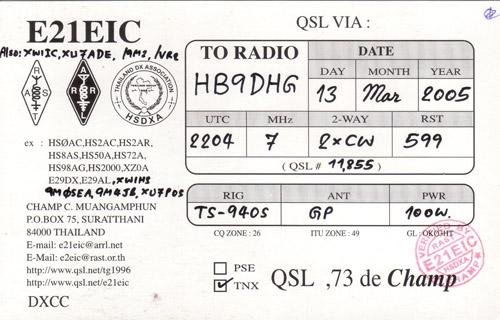 E21EIC
QSL VIA :
Also: XW1IC, XU7ADE,
TO RADIO
HB9DHG
DATE
DAY MONTH YEAR
13 Mar 2005
UTC MHz 2-WAY RST
2204 7 2×CW 599
(QSL # 11,855)
R A S T
A R R L
THAILAND DX ASSOCIATION
HSDXA
ex : HSØAC, HS2AC, HS2AR,
HS8AS, HS50A, HS72A,
HS98AG, HS2000, XZ0A
E29DX, E29AL,
9MØSEA, 9M4JB, XU7POS
CHAMP C. MUANGAMPHUN
P.O.BOX 75, SURATTHANI
84000 THAILAND
E-Mail: e21eic@arrl.net
E-mail: e2eic@rast.or.th
http://www.qsl.net/tg1996
http://www.qsl.net/e21eic
DXCC
RIG ANT PWR
TS-940S GP 100W.
CQ ZONE : 26 ITU ZONE : 49 GL : OK03HT
VERIFIED BY
RAST
E21EIC
HSDXA
CHAMP
PSE
TNX
QSL ,73 de Champ